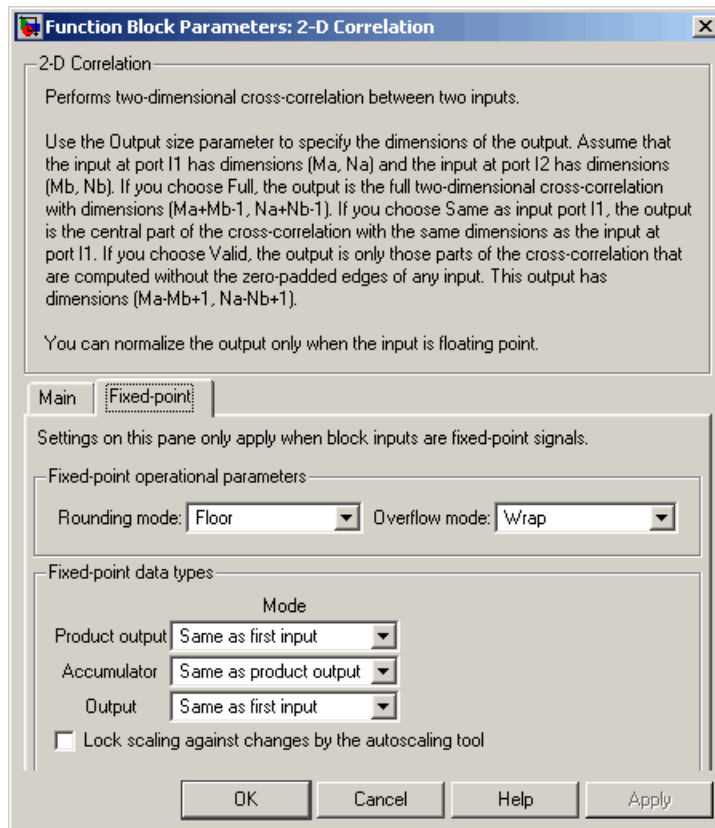 Function Block Parameters: 2-D Correlation
2-D Correlation
Performs two-dimensional cross-correlation between two inputs.
Use the Output size parameter to specify the dimensions of the output. Assume that
the input at port I1 has dimensions (Ma, Na) and the input at port I2 has dimensions
(Mb, Nb). If you choose Full, the output is the full two-dimensional cross-correlation
with dimensions (Ma+Mb-1, Na+Nb-1). If you choose Same as input port I1, the output
is the central part of the cross-correlation with the same dimensions as the input at
port I1. If you choose Valid, the output is only those parts of the cross-correlation that
are computed without the zero-padded edges of any input. This output has
dimensions (Ma-Mb+1, Na-Nb+1).
You can normalize the output only when the input is floating point.
Main Fixed-point
Settings on this pane only apply when block inputs are fixed-point signals.
Fixed-point operational parameters
Rounding mode: Floor Overflow mode: Wrap
Fixed-point data types
Mode
Product output Same as first input
Accumulator Same as product output
Output Same as first input
Lock scaling against changes by the autoscaling tool
OK Cancel Help Apply